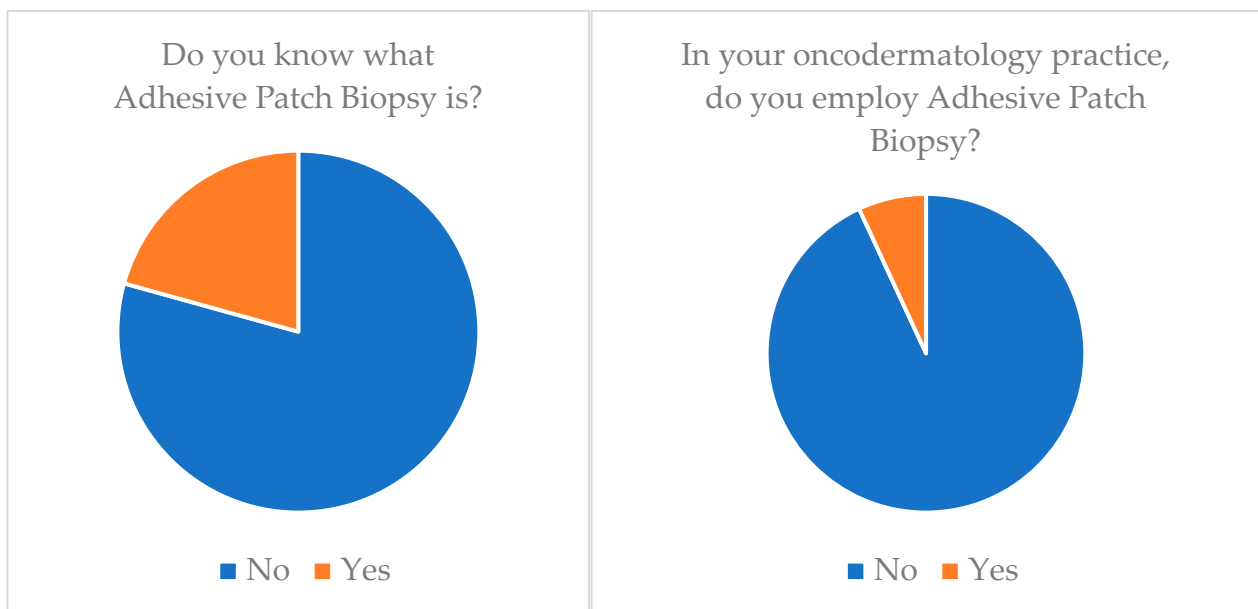 Do you know what
Adhesive Patch Biopsy is?
No Yes
In your oncodermatology practice,
do you employ Adhesive Patch
Biopsy?
No Yes